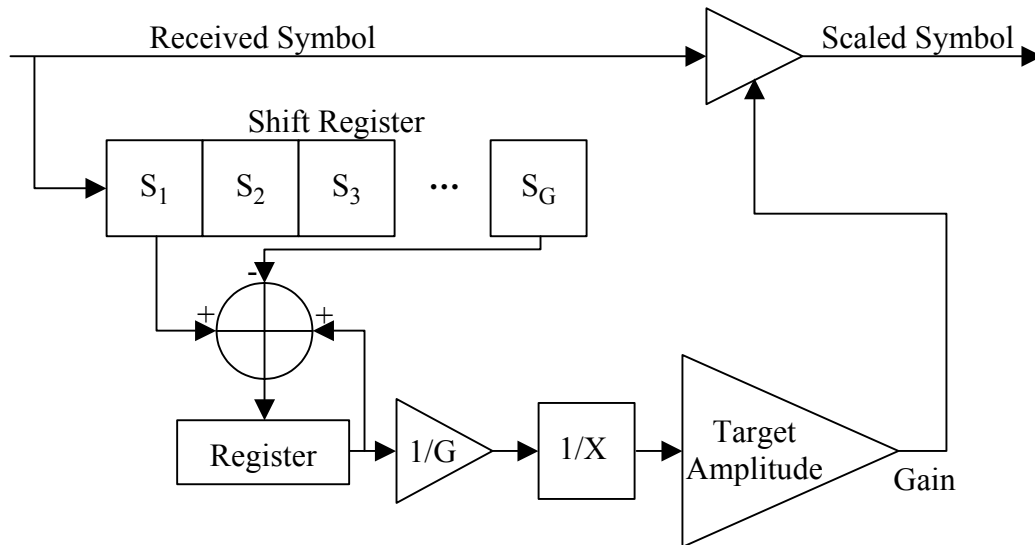 Received Symbol
Scaled Symbol
Shift Register
S1 S2 S3 ... SG
-
+ +
Register
1/G
1/X
Target
Amplitude
Gain